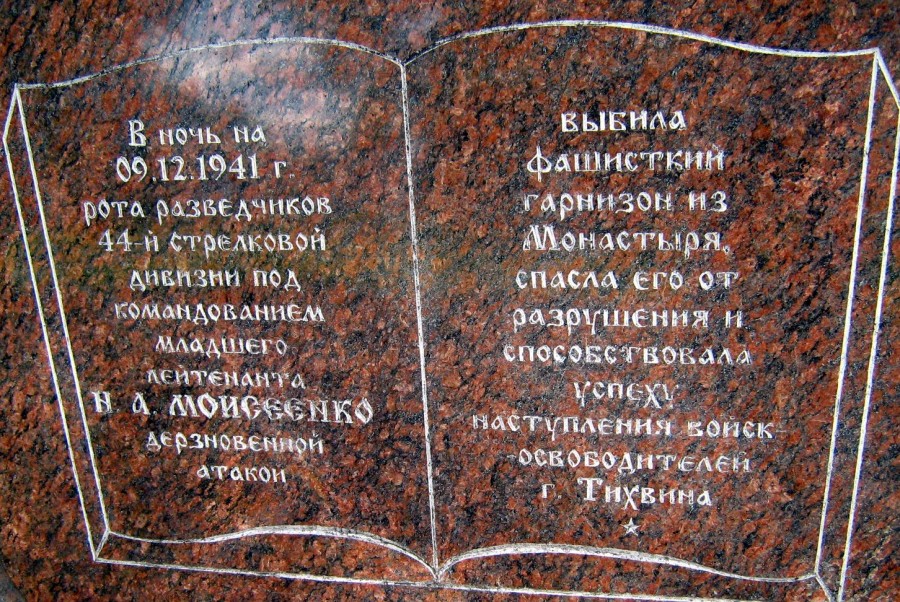 В ночь на
09.12.1941 г.
рота разведчиков
44-й стрелковой
дивизии под
командованием
младшего
лейтенанта
Н. А. МОИСЕЕНКО
дерзновенной
атакой
выбила
фашисткий
гарнизон из
Монастыря,
спасла его от
разрушения и
способствовала
успеху
наступления войск-
-освободителей
г. Тихвина